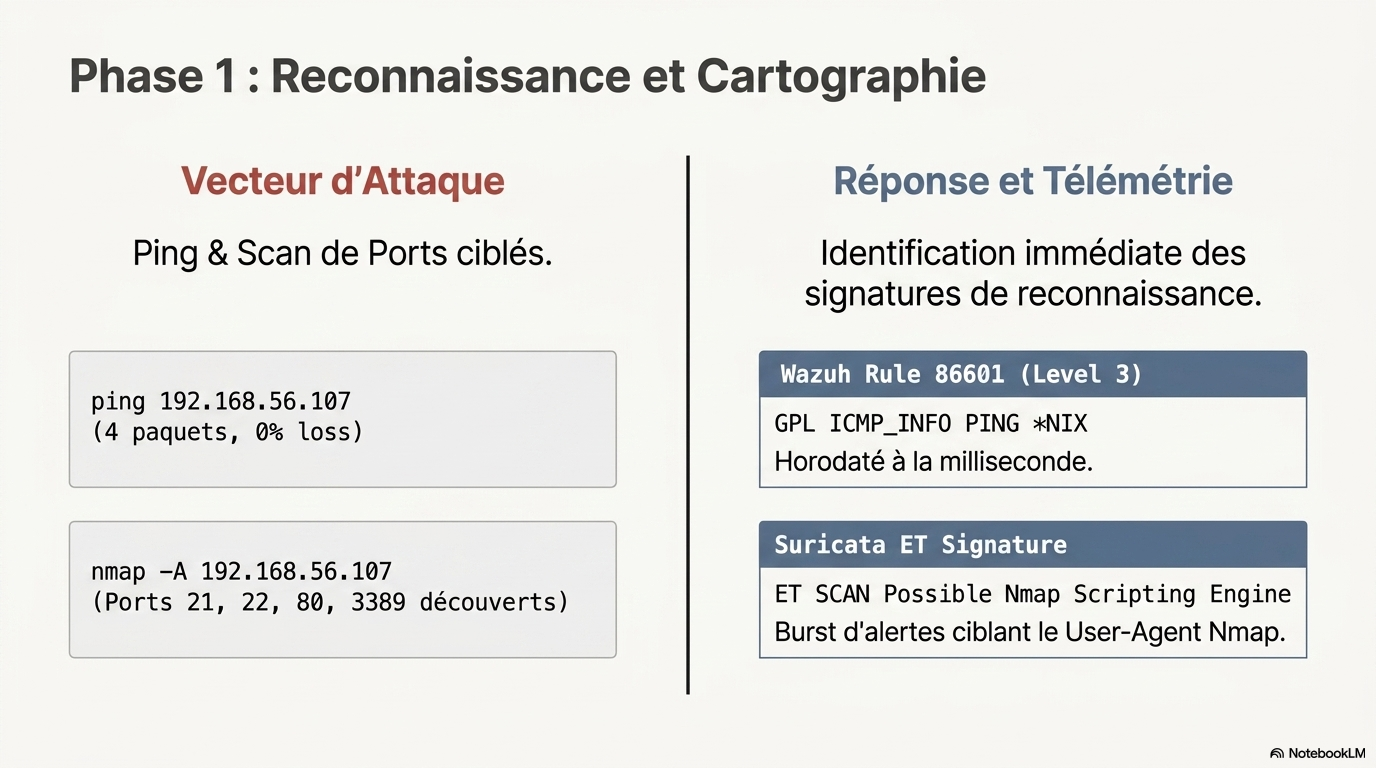 Phase 1 : Reconnaissance et Cartographie
Vecteur d’Attaque
Ping & Scan de Ports ciblés.
ping 192.168.56.107
(4 paquets, 0% loss)
nmap –A 192.168.56.107
(Ports 21, 22, 80, 3389 découverts)
Réponse et Télémétrie
Identification immédiate des
signatures de reconnaissance.
Wazuh Rule 86601 (Level 3)
GPL ICMP_INFO PING *NIX
Horodaté à la milliseconde.
Suricata ET Signature
ET SCAN Possible Nmap Scripting Engine
Burst d'alertes ciblant le User-Agent Nmap.
NotebookLM